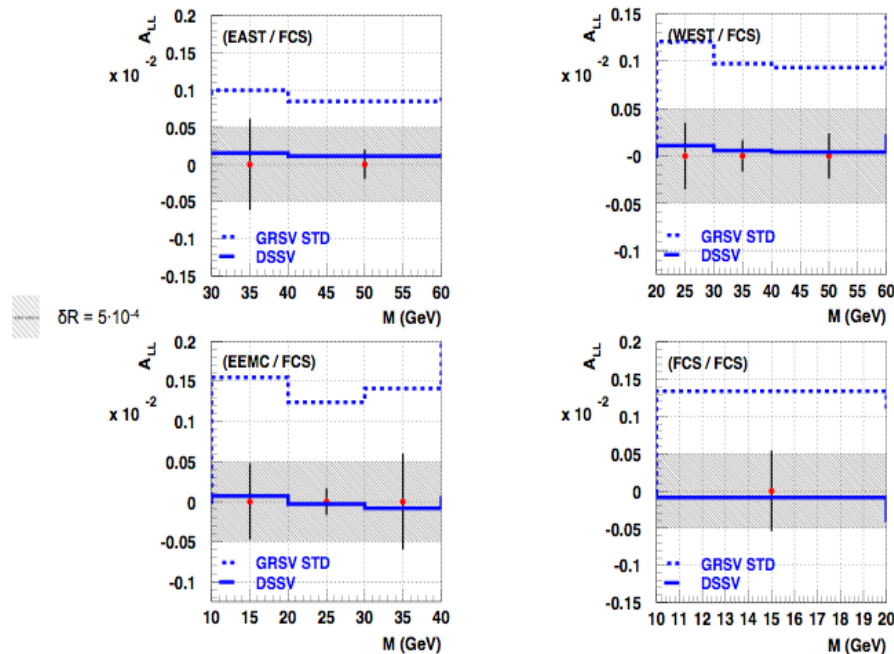 A_LL
x 10^-2
(EAST / FCS)
0.2
0.15
0.1
0.05
0
-0.05
-0.1
-0.15
GRSV STD
DSSV
30 35 40 45 50 55 60
M (GeV)
A_LL
x 10^-2
(WEST / FCS)
0.15
0.1
0.05
-0
-0.05
-0.1
GRSV STD
DSSV
20 25 30 35 40 45 50 55 60
M (GeV)
δR = 5·10^-4
A_LL
x 10^-2
(EEMC / FCS)
0.2
0.15
0.1
0.05
0
-0.05
-0.1
GRSV STD
DSSV
10 15 20 25 30 35 40
M (GeV)
A_LL
x 10^-2
(FCS / FCS)
0.2
0.15
0.1
0.05
0
-0.05
-0.1
-0.15
GRSV STD
DSSV
10 11 12 13 14 15 16 17 18 19 20
M (GeV)